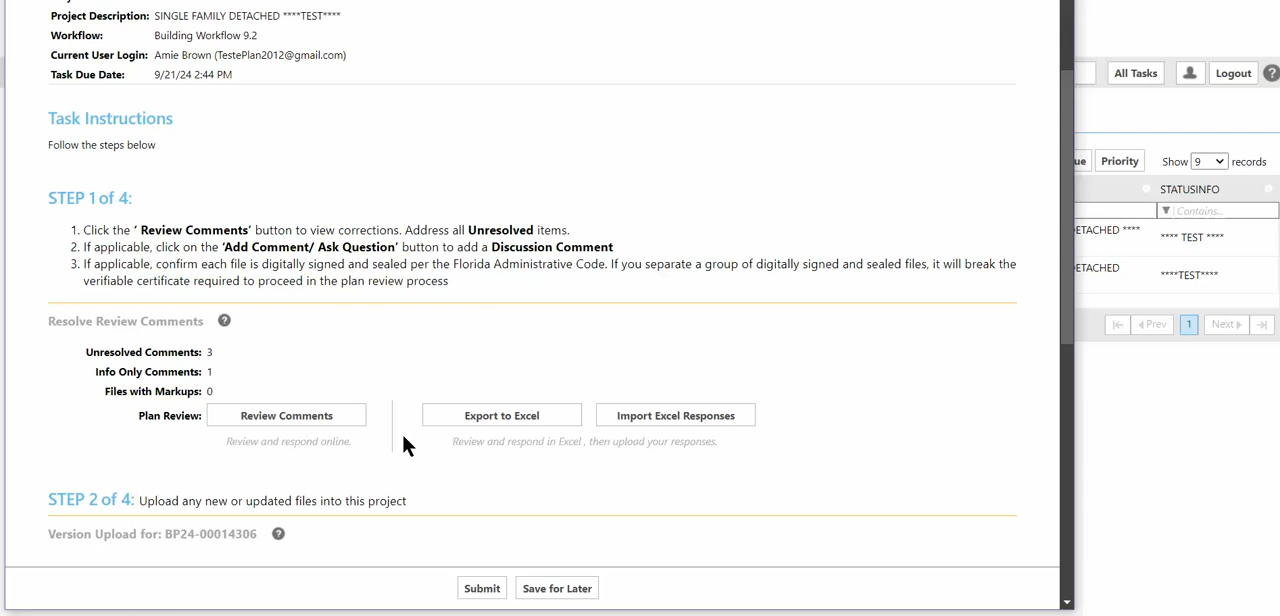 Project Description: SINGLE FAMILY DETACHED ****TEST****
Workflow: Building Workflow 9.2
Current User Login: Amie Brown (TestePlan2012@gmail.com)
Task Due Date: 9/21/24 2:44 PM
Task Instructions
Follow the steps below
STEP 1 of 4:
1. Click the ‘ Review Comments’ button to view corrections. Address all Unresolved items.
2. If applicable, click on the ‘Add Comment/ Ask Question’ button to add a Discussion Comment
3. If applicable, confirm each file is digitally signed and sealed per the Florida Administrative Code. If you separate a group of digitally signed and sealed files, it will break the
verifiable certificate required to proceed in the plan review process
Resolve Review Comments ?
Unresolved Comments: 3
Info Only Comments: 1
Files with Markups: 0
Plan Review: Review Comments Export to Excel Import Excel Responses
Review and respond online. Review and respond in Excel , then upload your responses.
STEP 2 of 4: Upload any new or updated files into this project
Version Upload for: BP24-00014306 ?
Submit Save for Later
All Tasks Logout ?
ue Priority Show 9 records
STATUSINFO
Contains...
DETACHED **** **** TEST ****
DETACHED ****TEST****
Prev 1 Next